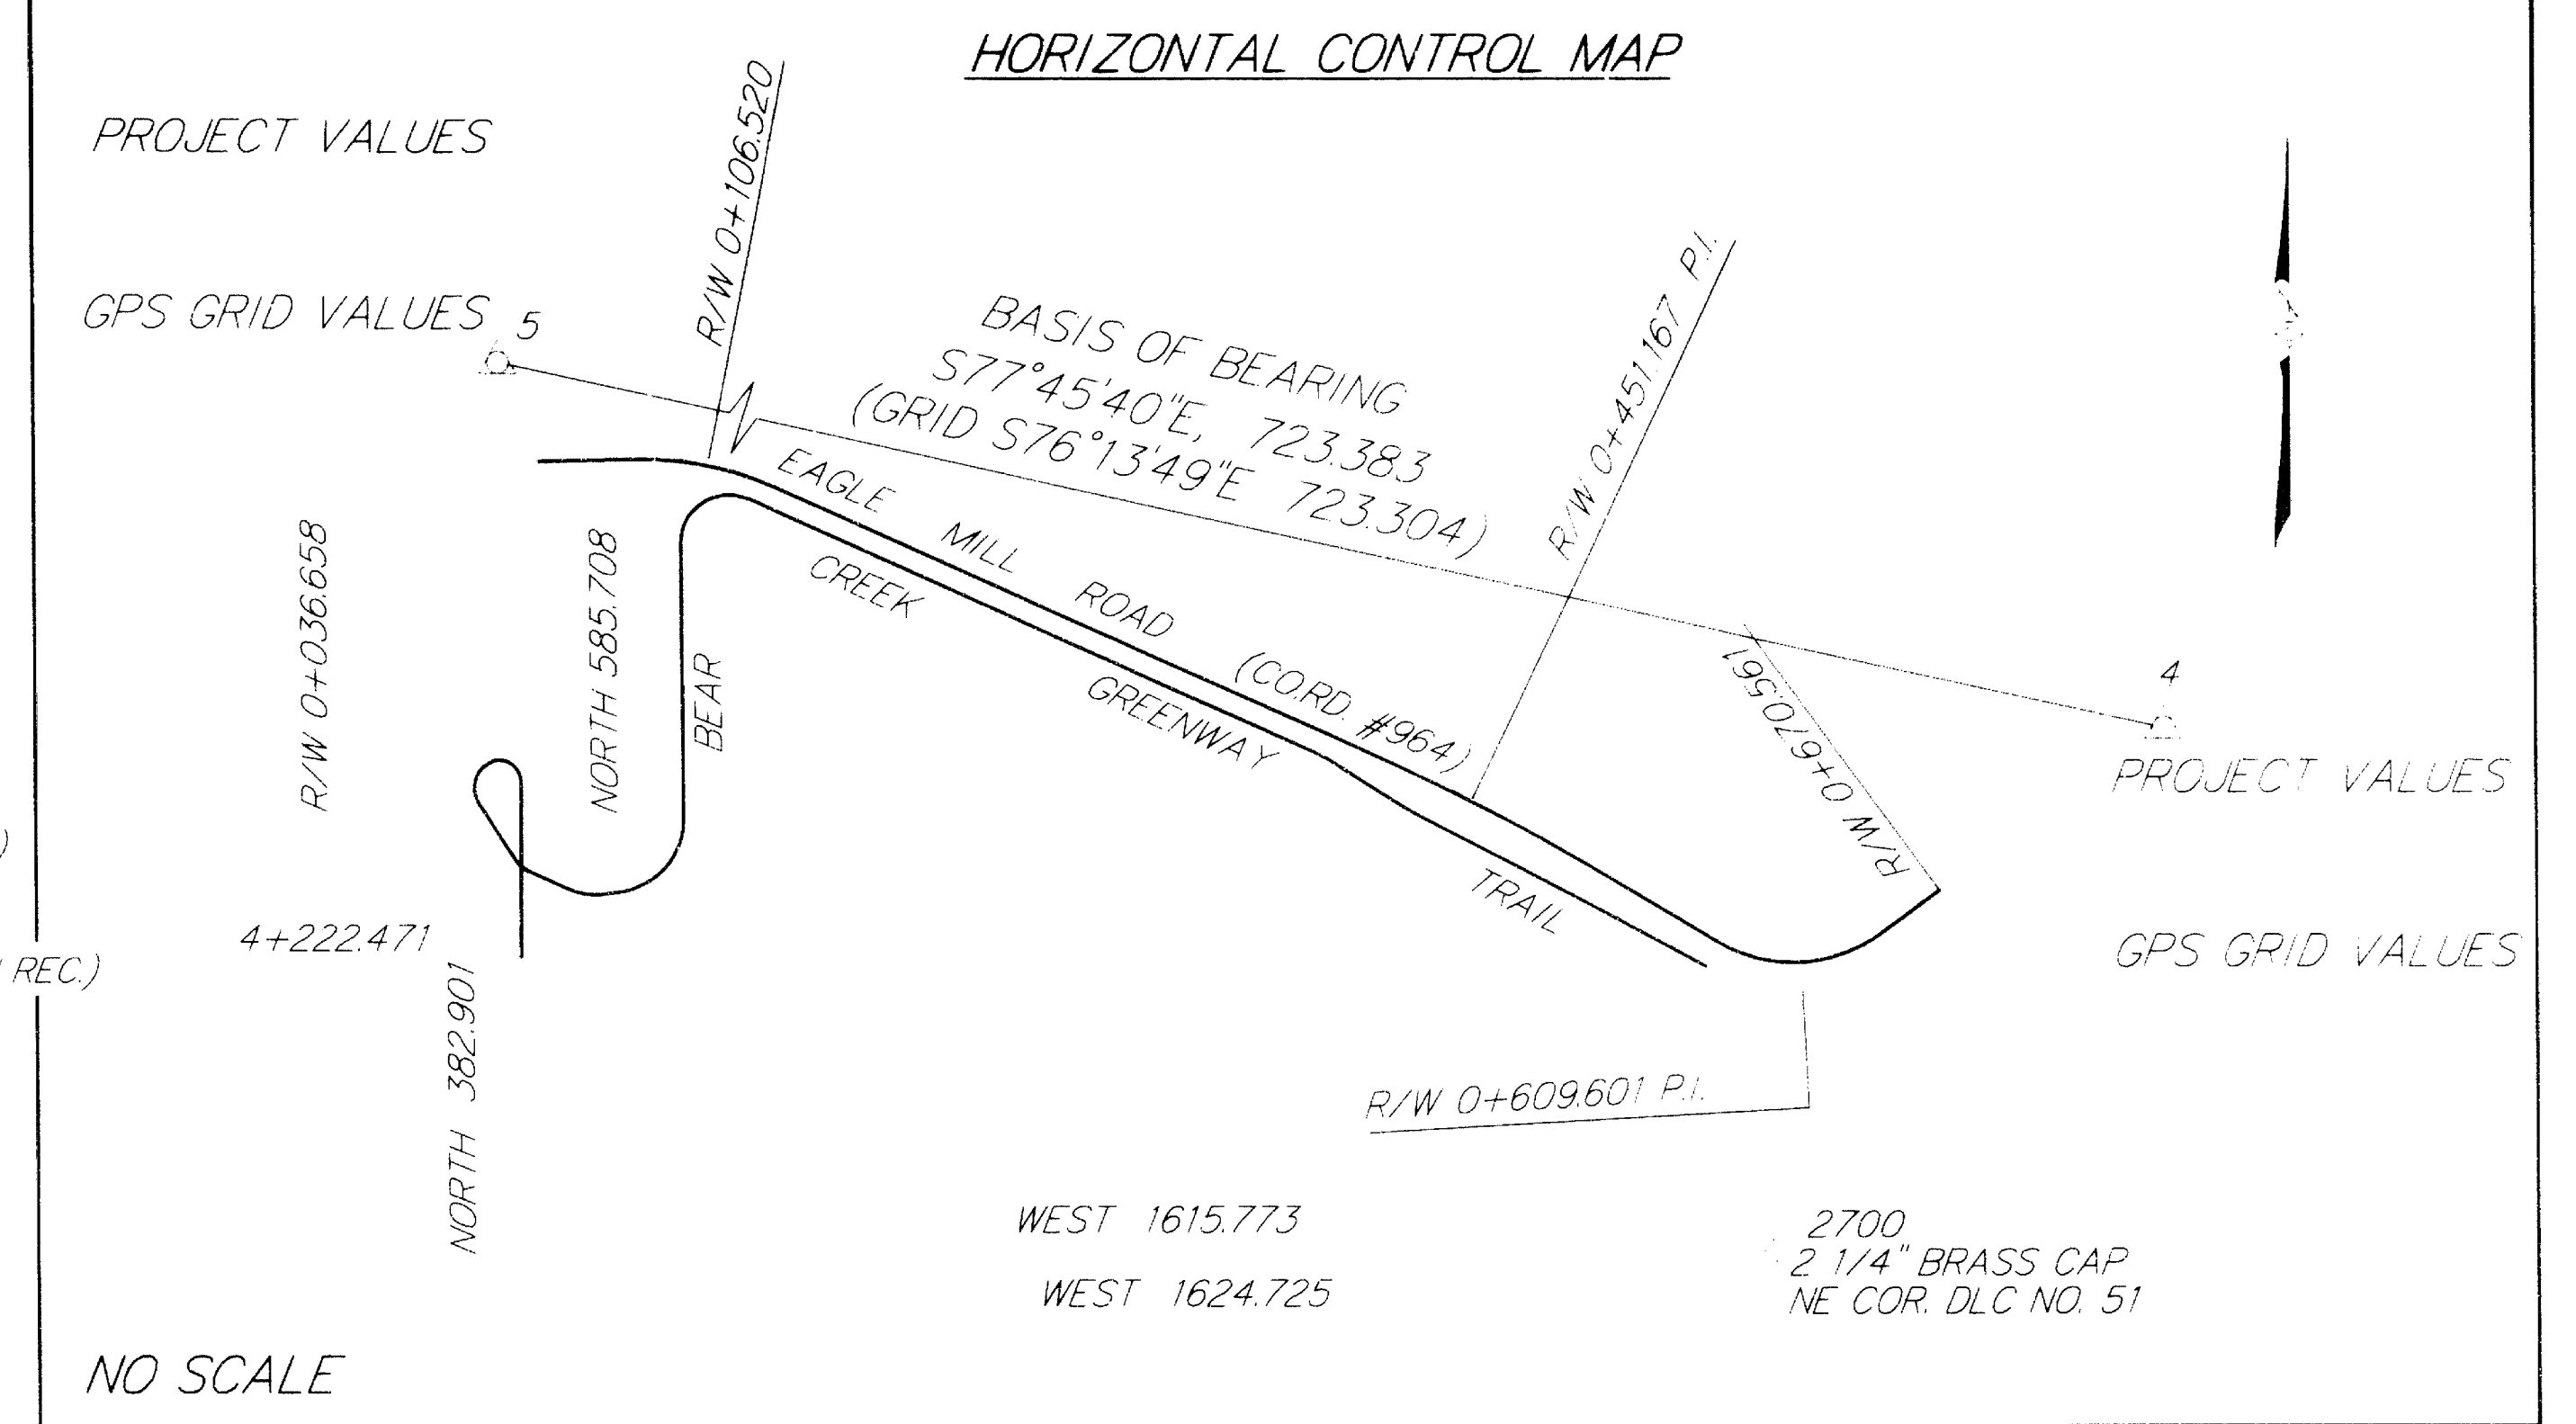 HORIZONTAL CONTROL MAP
PROJECT VALUES
GPS GRID VALUES
5
R/W 0+106.520
BASIS OF BEARING
S77°45'40"E, 723.383
(GRID S76°13'49"E 723.304)
R/W 0+451.167 P.I.
EAGLE MILL ROAD (CO.RD. #964)
BEAR CREEK GREENWAY TRAIL
R/W 0+036.658
NORTH 585.708
R/W 0+670.561
4
PROJECT VALUES
GPS GRID VALUES
)
4+222.471
REC.)
NORTH 382.901
R/W 0+609.601 P.I.
WEST 1615.773
WEST 1624.725
2700
2 1/4" BRASS CAP
NE COR. DLC NO. 51
NO SCALE